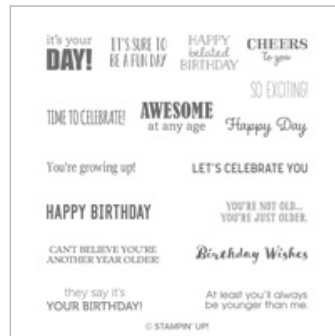 it's your
DAY!
IT'S SURE TO
BE A FUN DAY
HAPPY
belated
BIRTHDAY
CHEERS
to you
SO EXCITING!
TIME TO CELEBRATE!
AWESOME
at any age
Happy Day
You're growing up!
LET'S CELEBRATE YOU
HAPPY BIRTHDAY
YOU'RE NOT OLD...
YOU'RE JUST OLDER.
CAN'T BELIEVE YOU'RE
ANOTHER YEAR OLDER!
Birthday Wishes
they say it's
YOUR BIRTHDAY!
At least you'll always
be younger than me.
© STAMPIN' UP!